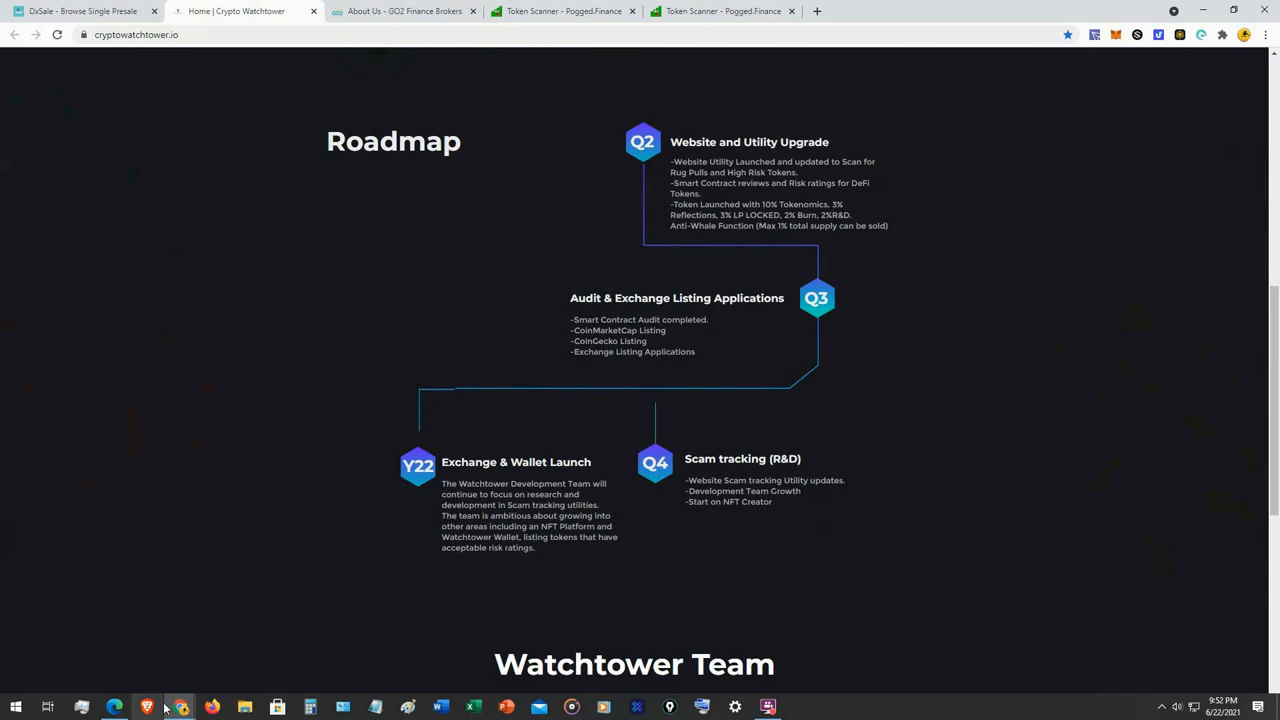 DxSale - Browse Single Presale
Home | Crypto Watchtower
About Us - GO2 Finance Brokers
Token Scanner - Pogged.Finance
Token Scanner - Pogged.Finance
cryptowatchtower.io
Roadmap
Q2
Website and Utility Upgrade
-Website Utility Launched and updated to Scan for
Rug Pulls and High Risk Tokens.
-Smart Contract reviews and Risk ratings for DeFi
Tokens.
-Token Launched with 10% Tokenomics, 3%
Reflections, 3% LP LOCKED, 2% Burn, 2%R&D.
Anti-Whale Function (Max 1% total supply can be sold)
Audit & Exchange Listing Applications
Q3
-Smart Contract Audit completed.
-CoinMarketCap Listing
-CoinGecko Listing
-Exchange Listing Applications
Y22
Exchange & Wallet Launch
The Watchtower Development Team will
continue to focus on research and
development in Scam tracking utilities.
The team is ambitious about growing into
other areas including an NFT Platform and
Watchtower Wallet, listing tokens that have
acceptable risk ratings.
Q4
Scam tracking (R&D)
-Website Scam tracking Utility updates.
-Development Team Growth
-Start on NFT Creator
Watchtower Team
9:52 PM
6/22/2021